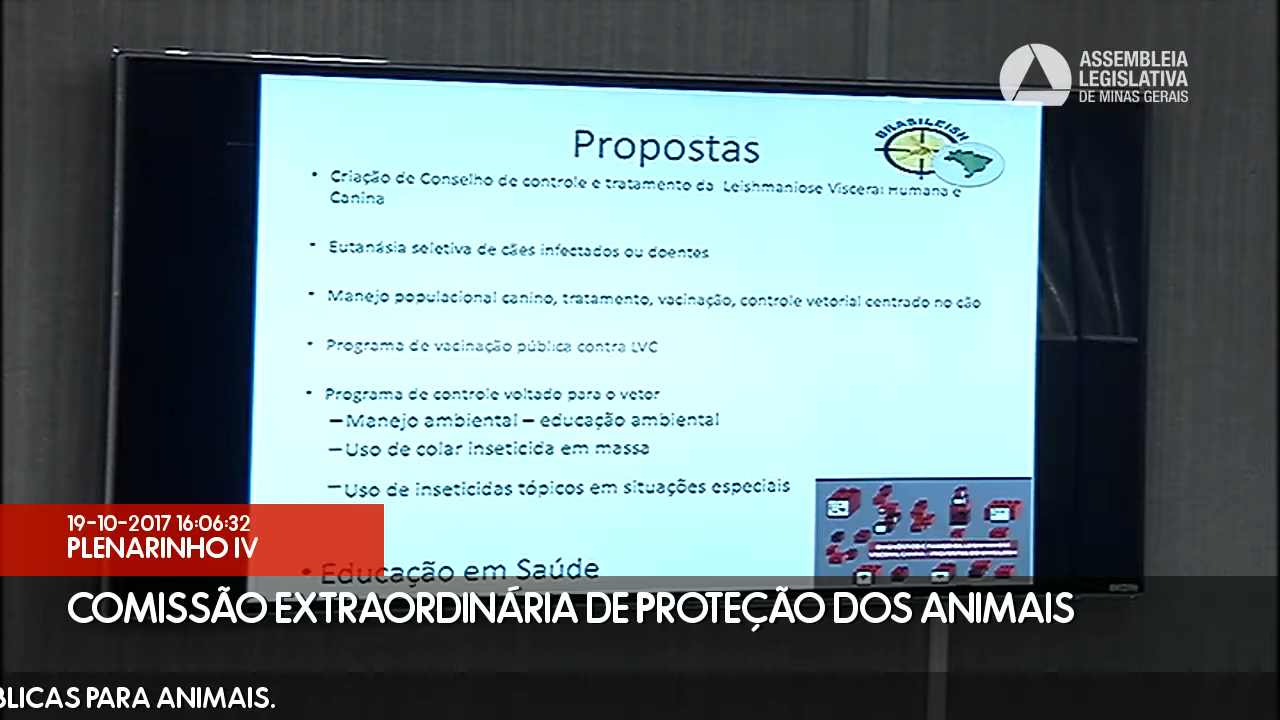 ASSEMBLEIA
LEGISLATIVA
DE MINAS GERAIS
BRASILEISH
Propostas
• Criação de Conselho de controle e tratamento da Leishmaniose Visceral Humana e
Canina
• Eutanásia seletiva de cães infectados ou doentes
• Manejo populacional canino, tratamento, vacinação, controle vetorial centrado no cão
• Programa de vacinação pública contra LVC
• Programa de controle voltado para o vetor
– Manejo ambiental – educação ambiental
– Uso de colar inseticida em massa
– Uso de inseticidas tópicos em situações especiais
• Educação em Saúde
19-10-2017 16:06:32
PLENARINHO IV
COMISSÃO EXTRAORDINÁRIA DE PROTEÇÃO DOS ANIMAIS
BLICAS PARA ANIMAIS.